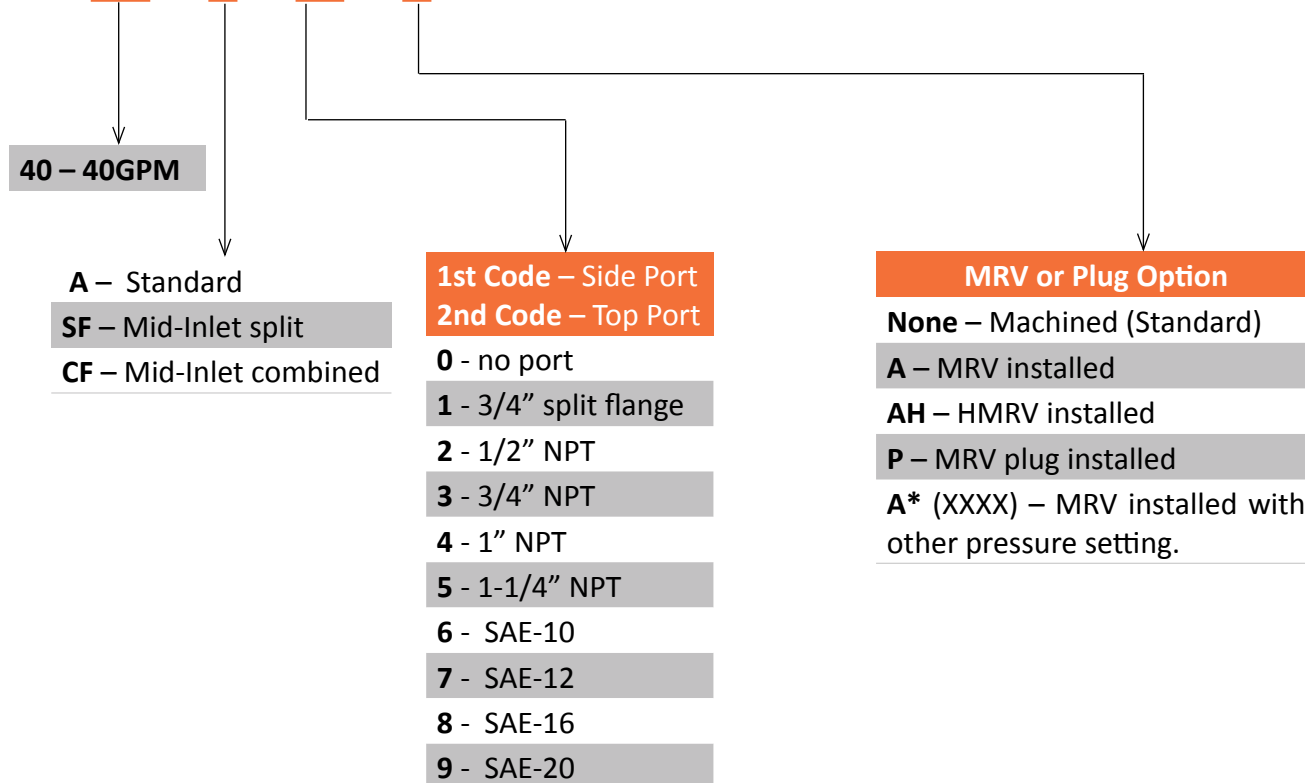 40 – 40GPM
A – Standard
SF – Mid-Inlet split
CF – Mid-Inlet combined
1st Code – Side Port
2nd Code – Top Port
0 - no port
1 - 3/4” split flange
2 - 1/2” NPT
3 - 3/4” NPT
4 - 1” NPT
5 - 1-1/4” NPT
6 - SAE-10
7 - SAE-12
8 - SAE-16
9 - SAE-20
MRV or Plug Option
None – Machined (Standard)
A – MRV installed
AH – HMRV installed
P – MRV plug installed
A* (XXXX) – MRV installed with
other pressure setting.